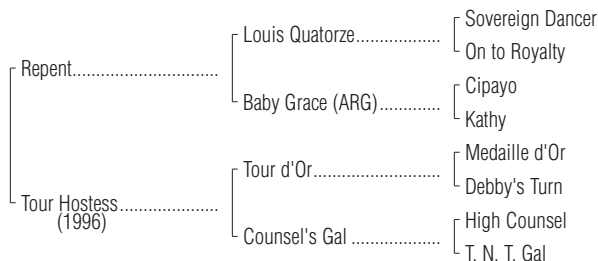 Sovereign Dancer
Louis Quatorze..................
On to Royalty
Repent...............................
Cipayo
Baby Grace (ARG).............
Kathy
Medaille d'Or
Tour d'Or...........................
Debby's Turn
Tour Hostess.....................
(1996)
High Counsel
Counsel's Gal ...................
T. N. T. Gal